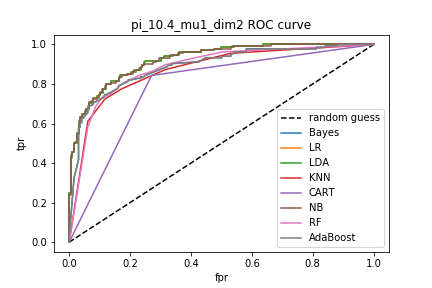 pi_10.4_mu1_dim2 ROC curve
tpr
1.0
0.8
0.6
0.4
0.2
0.0
random guess
Bayes
LR
LDA
KNN
CART
NB
RF
AdaBoost
0.0 0.2 0.4 0.6 0.8 1.0
fpr